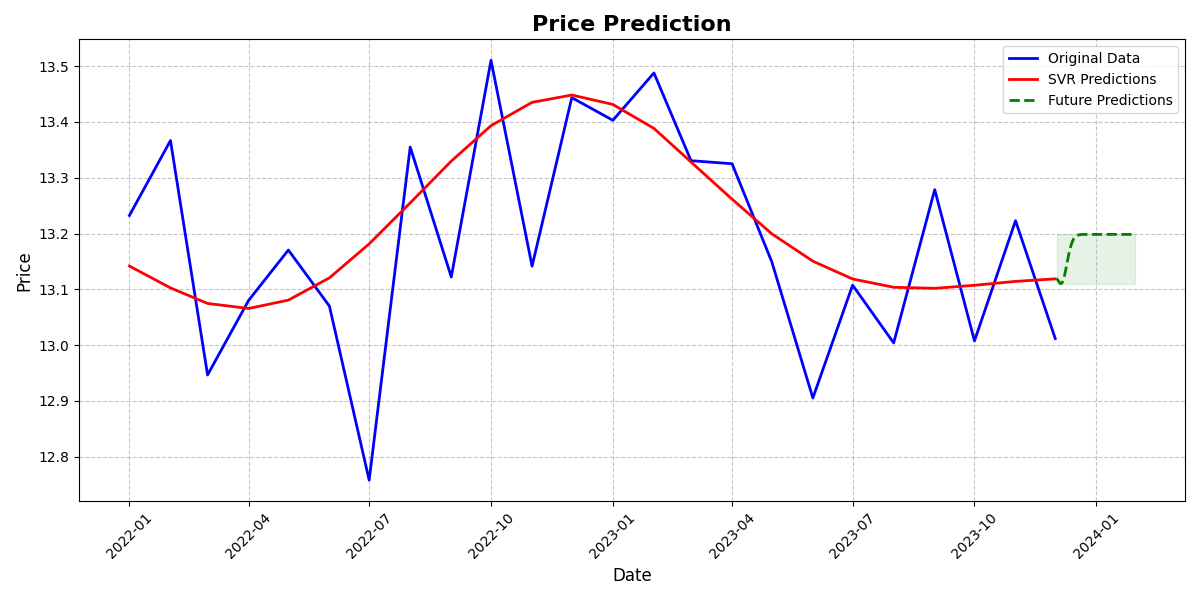 Price Prediction
Original Data
SVR Predictions
Future Predictions
Price
13.5
13.4
13.3
13.2
13.1
13.0
12.9
12.8
2022-01
2022-04
2022-07
2022-10
2023-01
2023-04
2023-07
2023-10
2024-01
Date